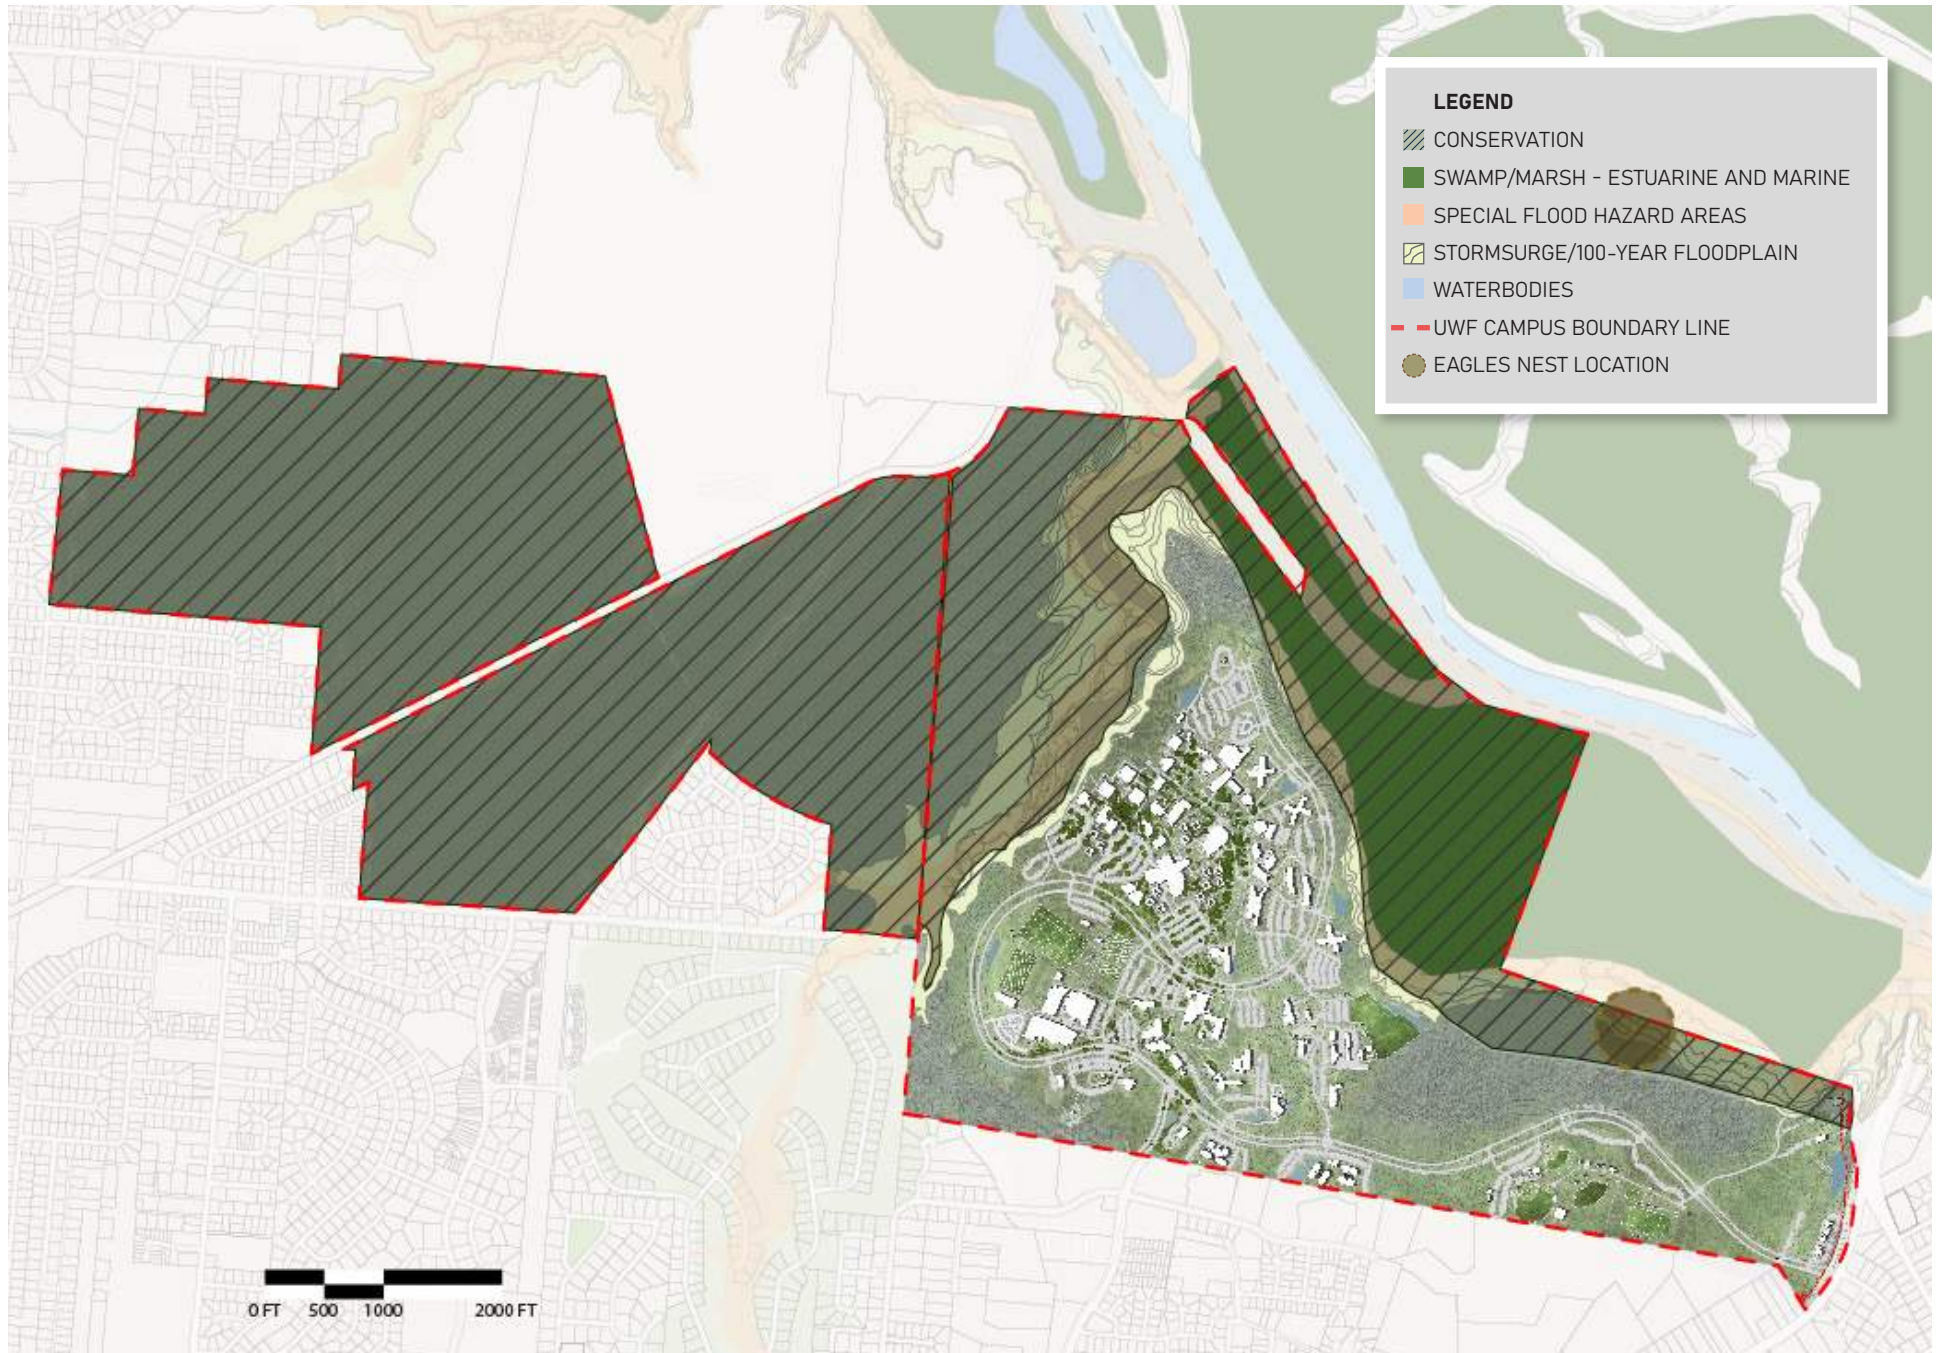 LEGEND
CONSERVATION
SWAMP/MARSH - ESTUARINE AND MARINE
SPECIAL FLOOD HAZARD AREAS
STORMSURGE/100-YEAR FLOODPLAIN
WATERBODIES
UWF CAMPUS BOUNDARY LINE
EAGLES NEST LOCATION
0 FT 500 1000 2000 FT